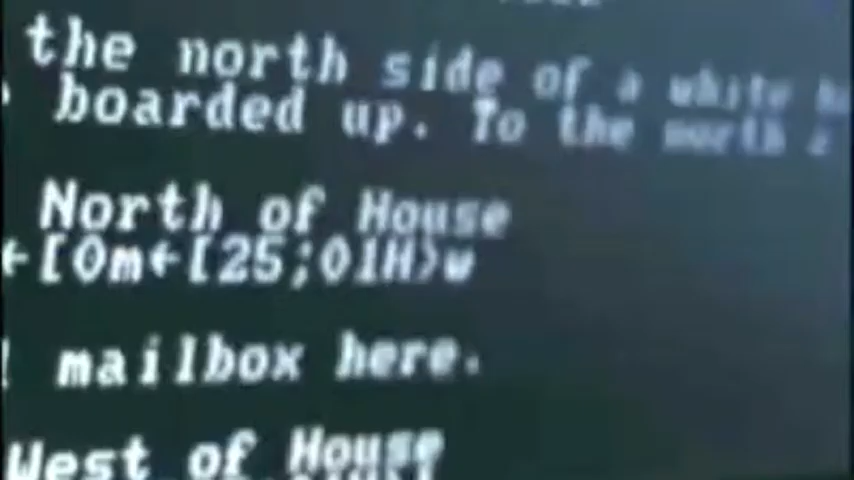 the north side of a white
boarded up. To the north a
North of House
←[0m←[25;01H>w
mailbox here.
West of House